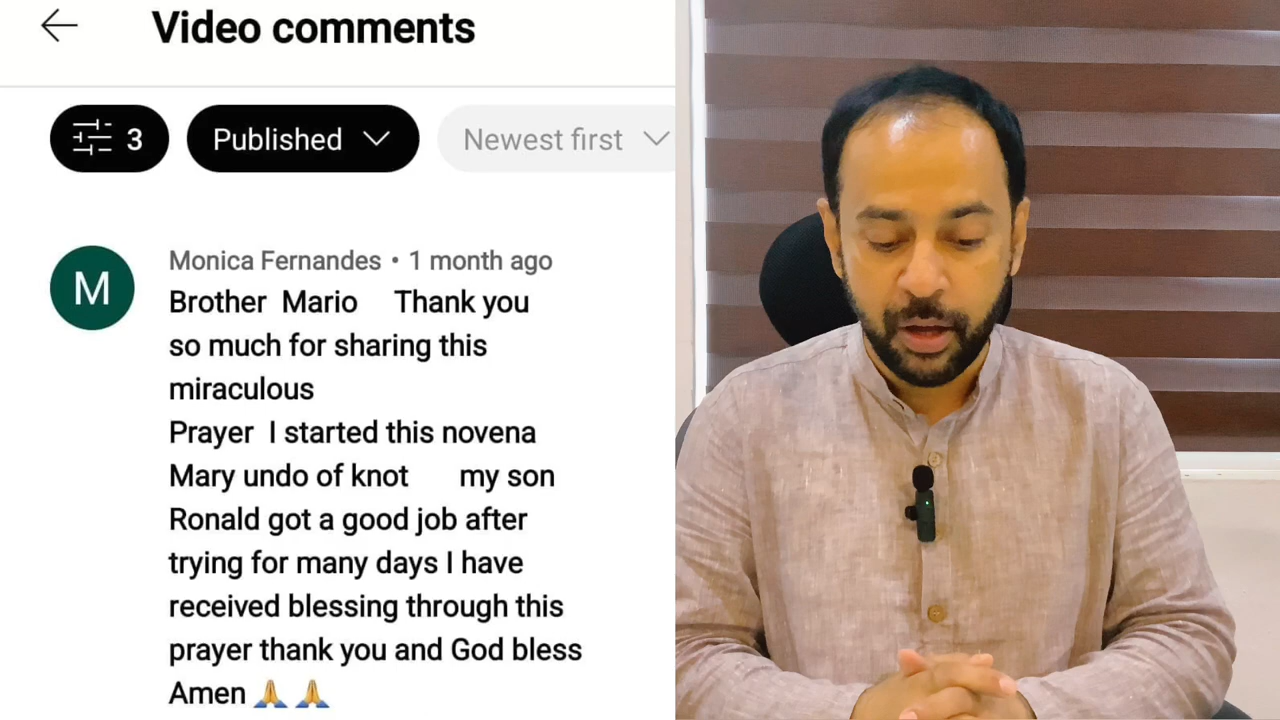 Video comments
3 Published Newest first
M
Monica Fernandes • 1 month ago
Brother Mario Thank you
so much for sharing this
miraculous
Prayer I started this novena
Mary undo of knot my son
Ronald got a good job after
trying for many days I have
received blessing through this
prayer thank you and God bless
Amen 🙏 🙏